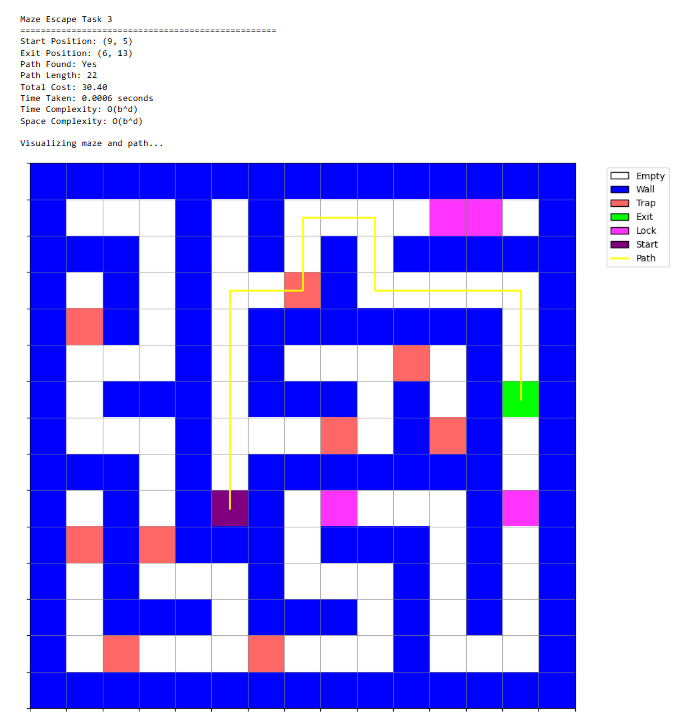 Maze Escape Task 3
==================================================
Start Position: (9, 5)
Exit Position: (6, 13)
Path Found: Yes
Path Length: 22
Total Cost: 30.40
Time Taken: 0.0006 seconds
Time Complexity: O(b^d)
Space Complexity: O(b^d)
Visualizing maze and path...
Empty
Wall
Trap
Exit
Lock
Start
Path